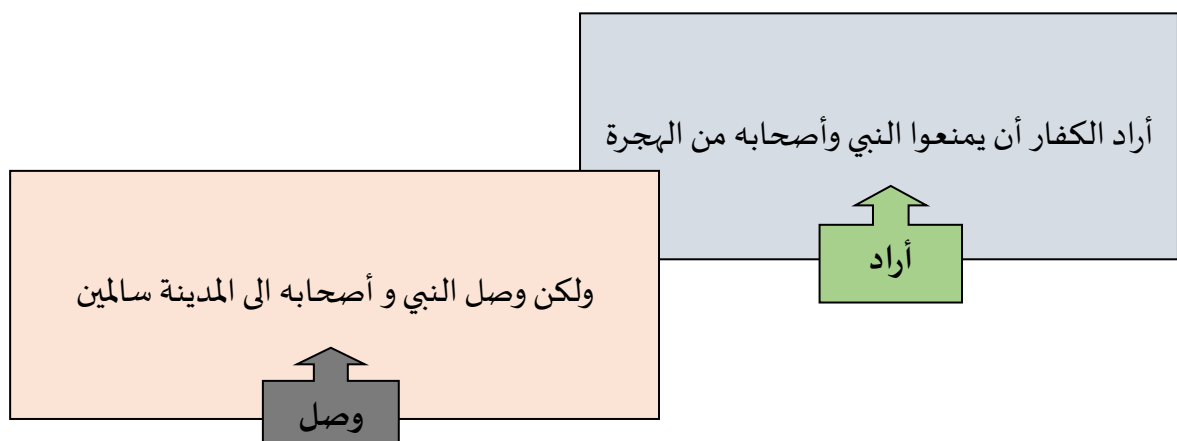 أراد الكفار أن يمنعوا النبي وأصحابه من الهجرة
أراد
ولكن وصل النبي و أصحابه الى المدينة سالمين
وصل